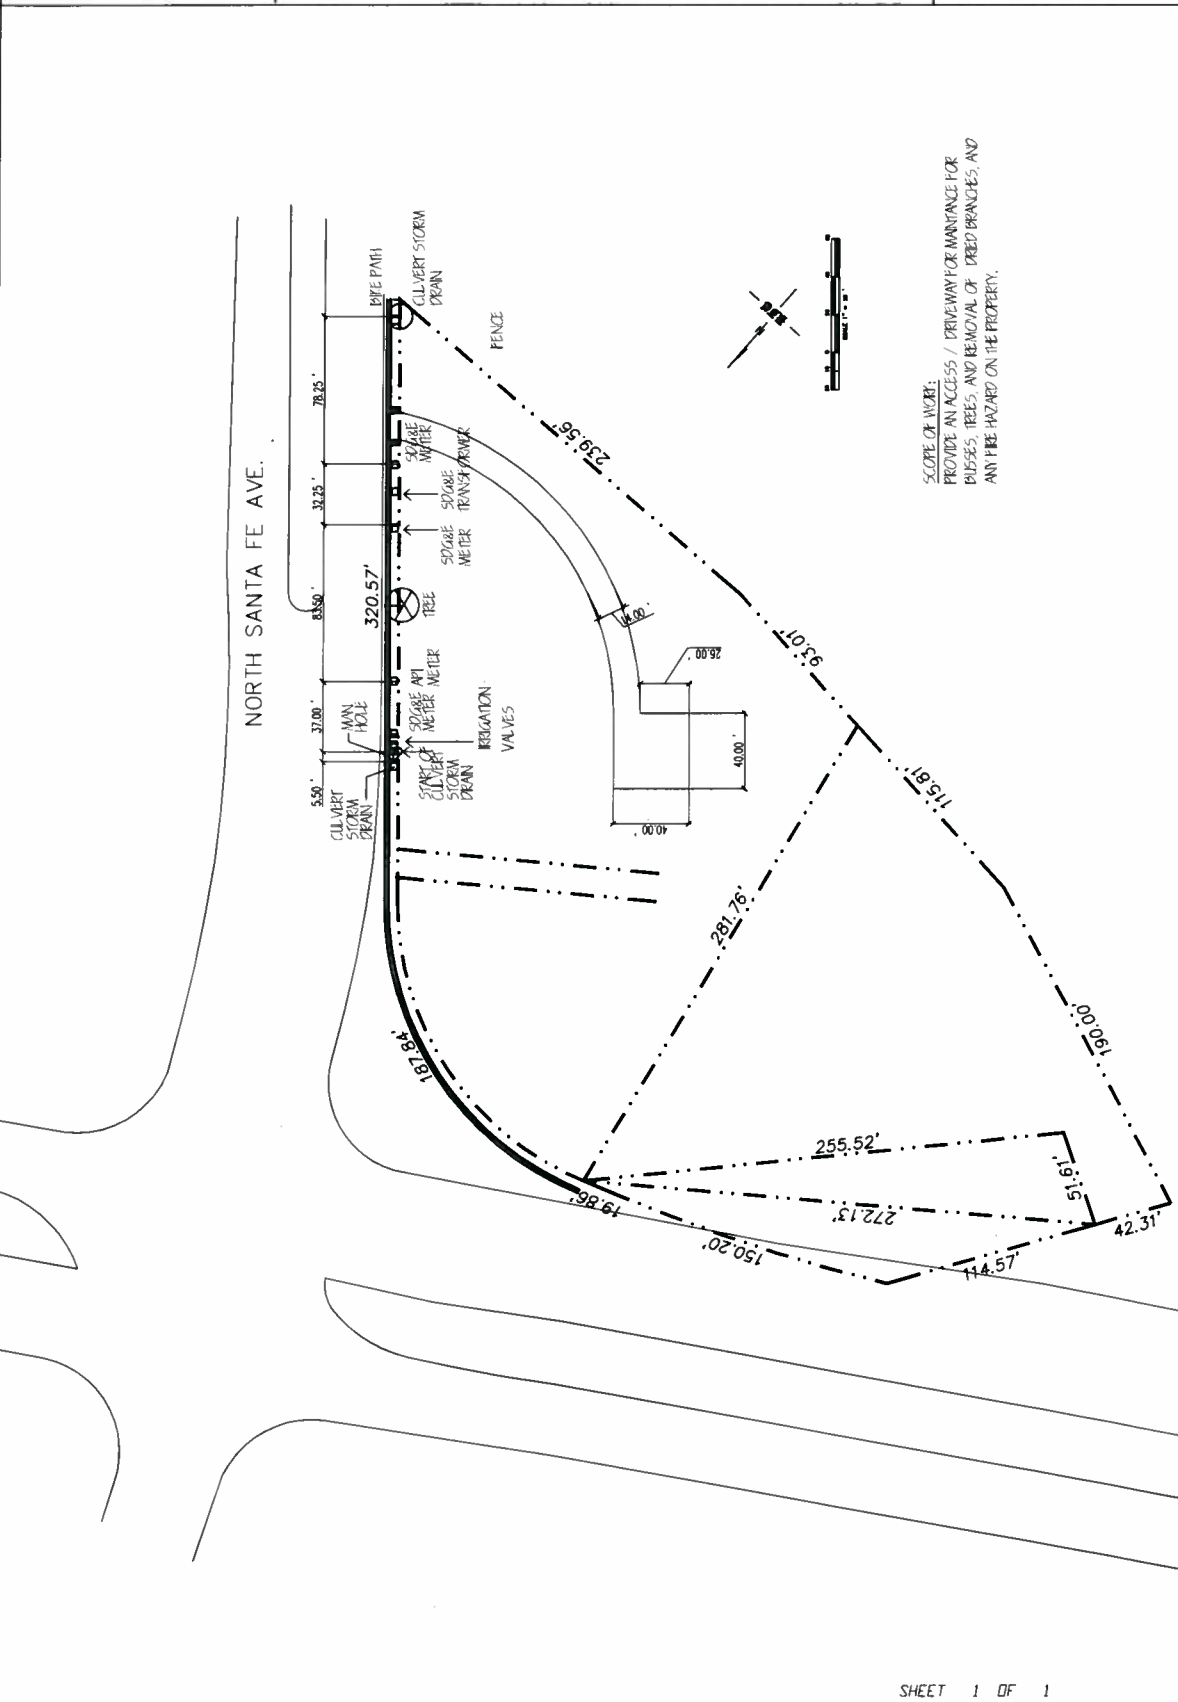 NORTH SANTA FE AVE.
78.25 '
32.25 '
83.50 '
37.00 '
5.50 '
BIKE PATH
CULVERT STORM
DRAIN
FENCE
SDG&E
METER
SDG&E
TRANSFORMER
SDG&E
METER
320.57'
TREE
SDG&E
METER
API
METER
MAN
HOLE
IRRIGATION
VALVES
START OF
CULVERT
STORM
DRAIN
CULVERT
STORM
DRAIN
239.56'
93.01'
115.81'
190.00'
14.00 '
26.00 '
40.00 '
40.00 '
281.76'
187.84'
19.86'
255.52'
51.61'
272.13'
150.20'
114.57'
42.31'
SCOPE OF WORK:
PROVIDE AN ACCESS / DRIVEWAY FOR MAINTANCE FOR
BUSSES, TREES, AND REMOVAL OF DRIED BRANCHES, AND
ANY FIRE HAZARD ON THE PROPERTY.
SHEET 1 OF 1